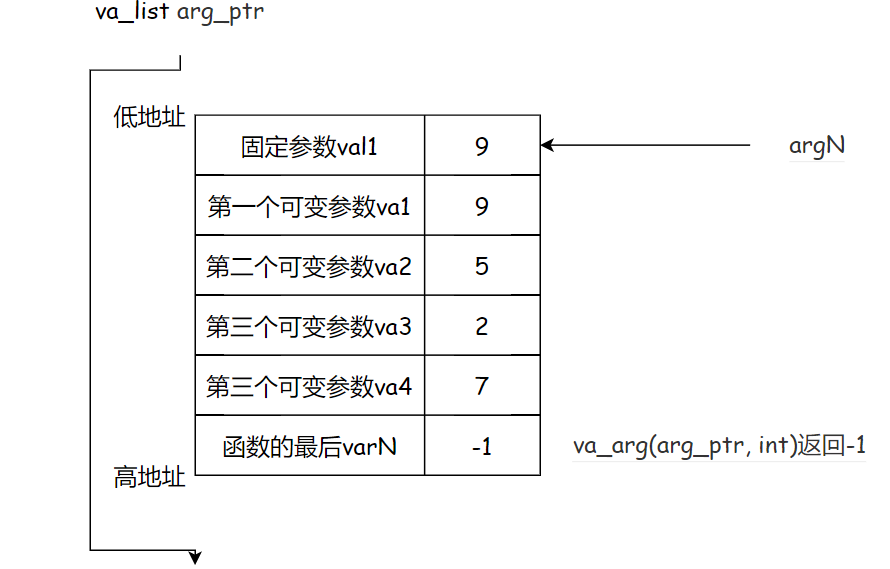 va_list arg_ptr
低地址
固定参数val1
9
argN
第一个可变参数va1
9
第二个可变参数va2
5
第三个可变参数va3
2
第三个可变参数va4
7
函数的最后varN
-1
va_arg(arg_ptr, int)返回-1
高地址